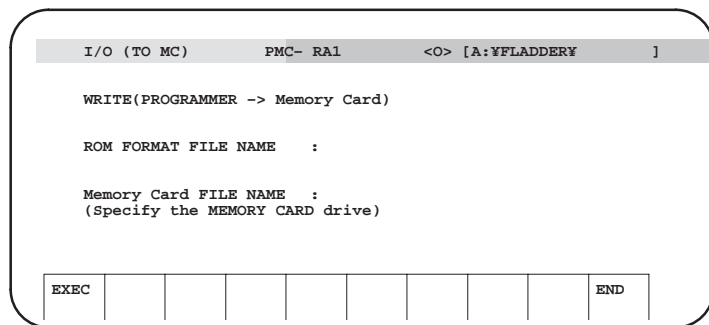 I/O (TO MC) PMC- RA1 <O> [A:¥FLADDER¥ ]
WRITE(PROGRAMMER -> Memory Card)
ROM FORMAT FILE NAME :
Memory Card FILE NAME :
(Specify the MEMORY CARD drive)
EXEC END